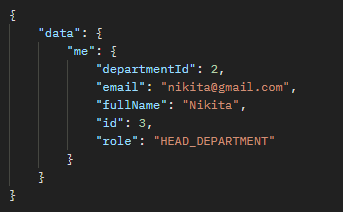 {
    "data": {
        "me": {
            "departmentId": 2,
            "email": "nikita@gmail.com",
            "fullName": "Nikita",
            "id": 3,
            "role": "HEAD_DEPARTMENT"
        }
    }
}